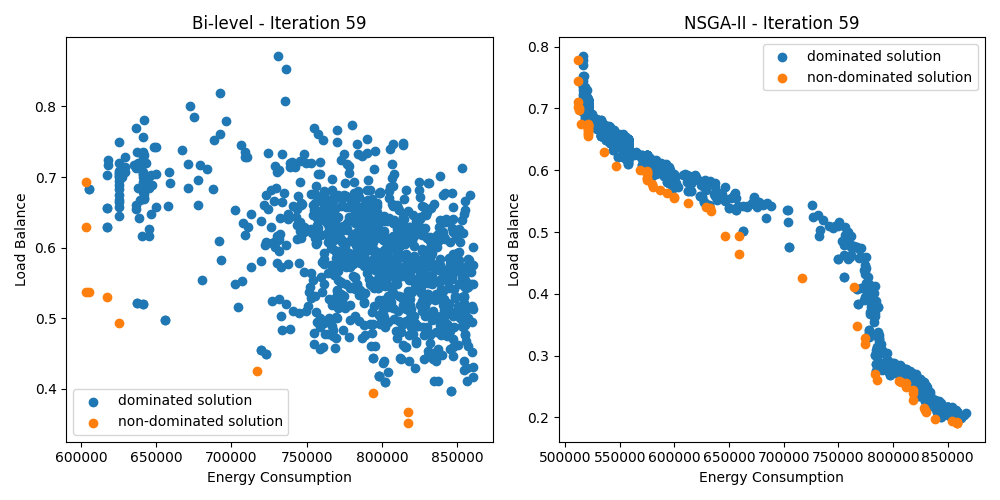 Bi-level - Iteration 59
Load Balance
0.8
0.7
0.6
0.5
0.4
dominated solution
non-dominated solution
600000 650000 700000 750000 800000 850000
Energy Consumption
NSGA-II - Iteration 59
Load Balance
0.8
0.7
0.6
0.5
0.4
0.3
0.2
dominated solution
non-dominated solution
500000 550000 600000 650000 700000 750000 800000 850000
Energy Consumption